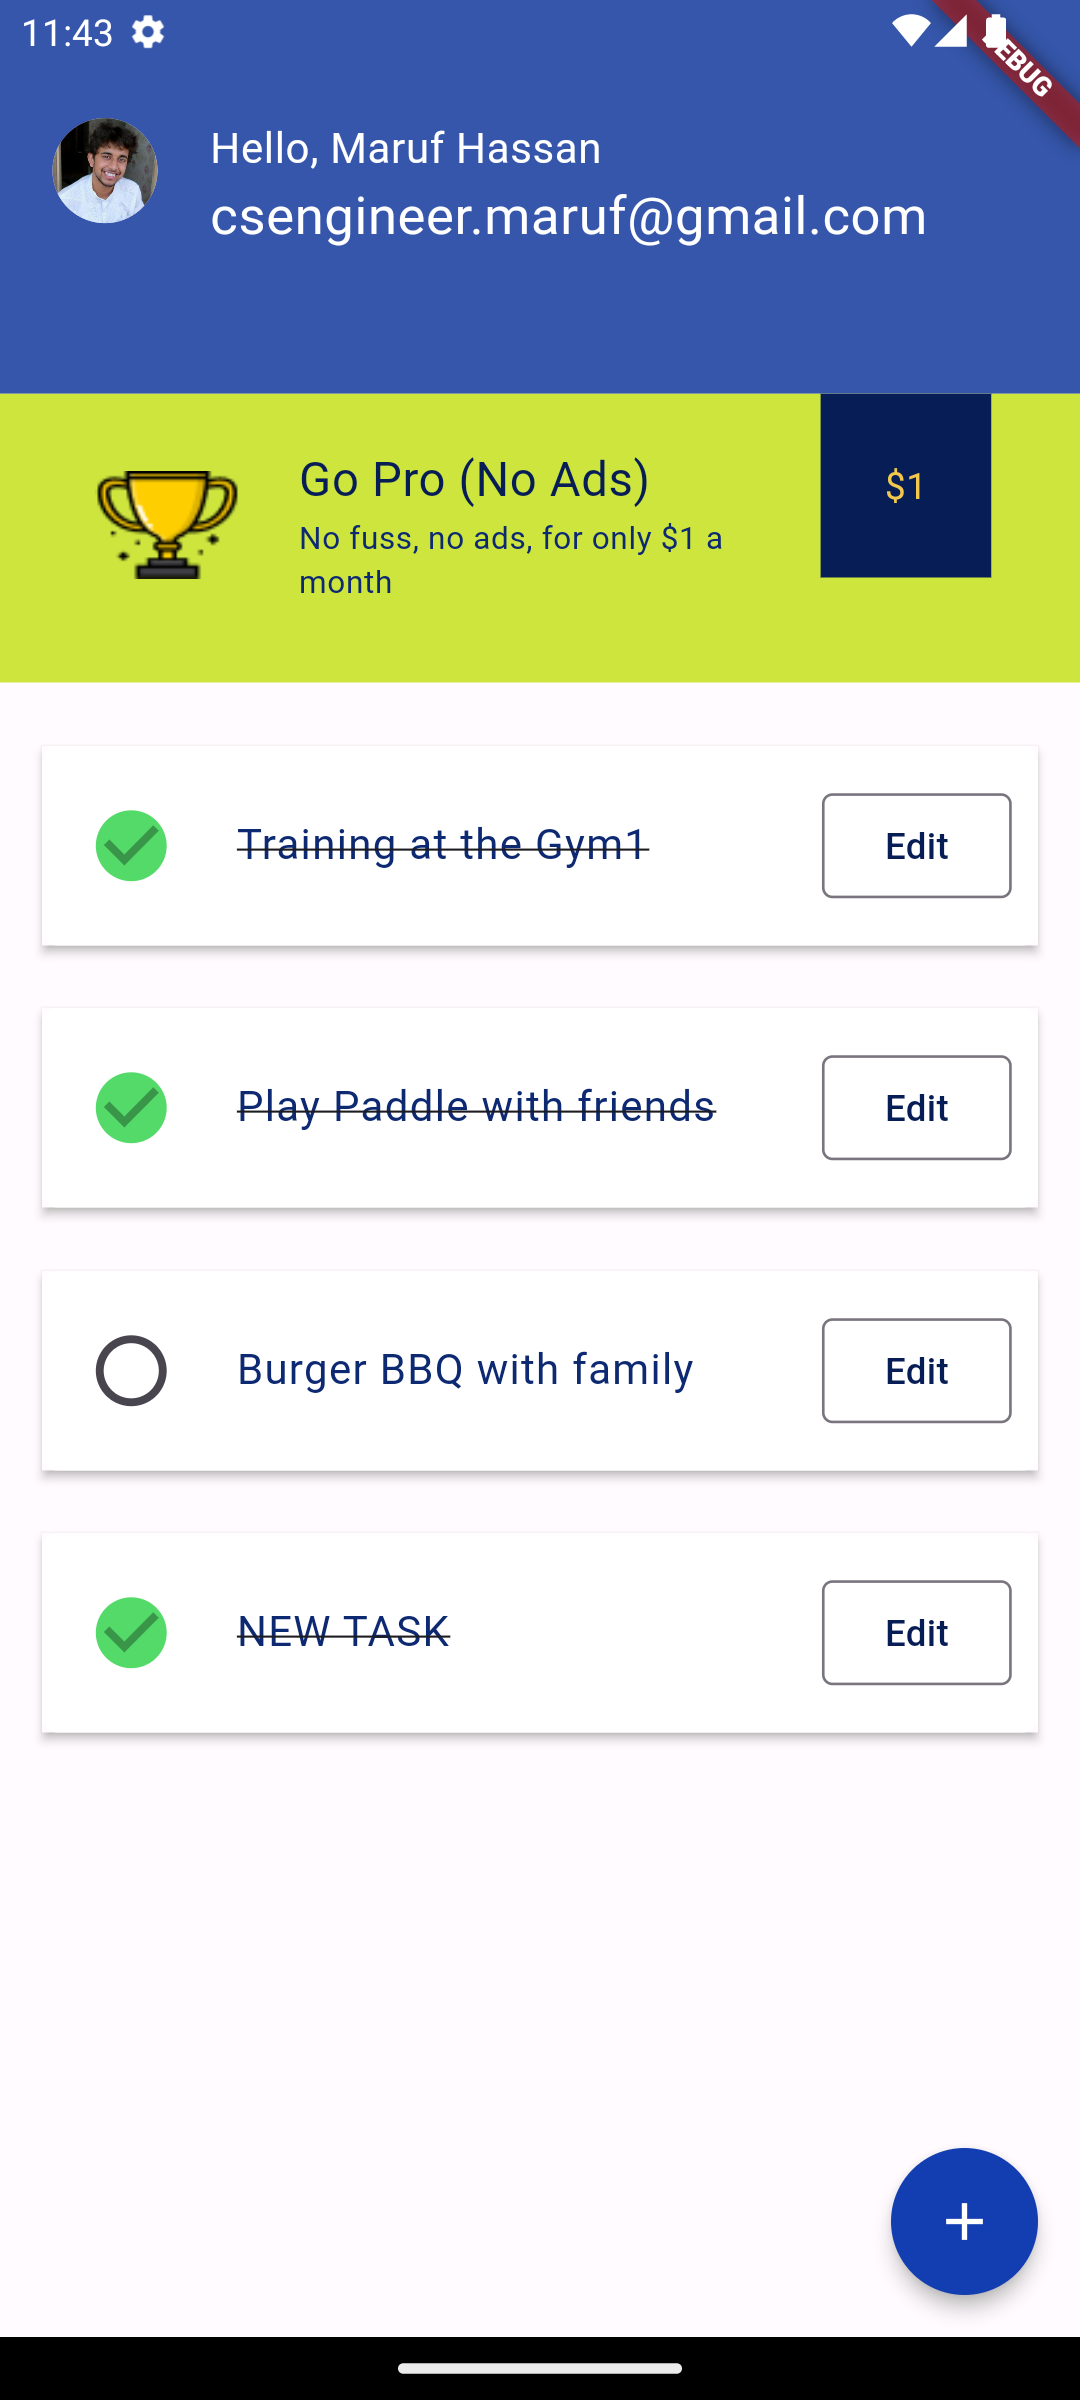 11:43
DEBUG
Hello, Maruf Hassan
csengineer.maruf@gmail.com
Go Pro (No Ads)
No fuss, no ads, for only $1 a
month
$1
Training at the Gym1
Edit
Play Paddle with friends
Edit
Burger BBQ with family
Edit
NEW TASK
Edit